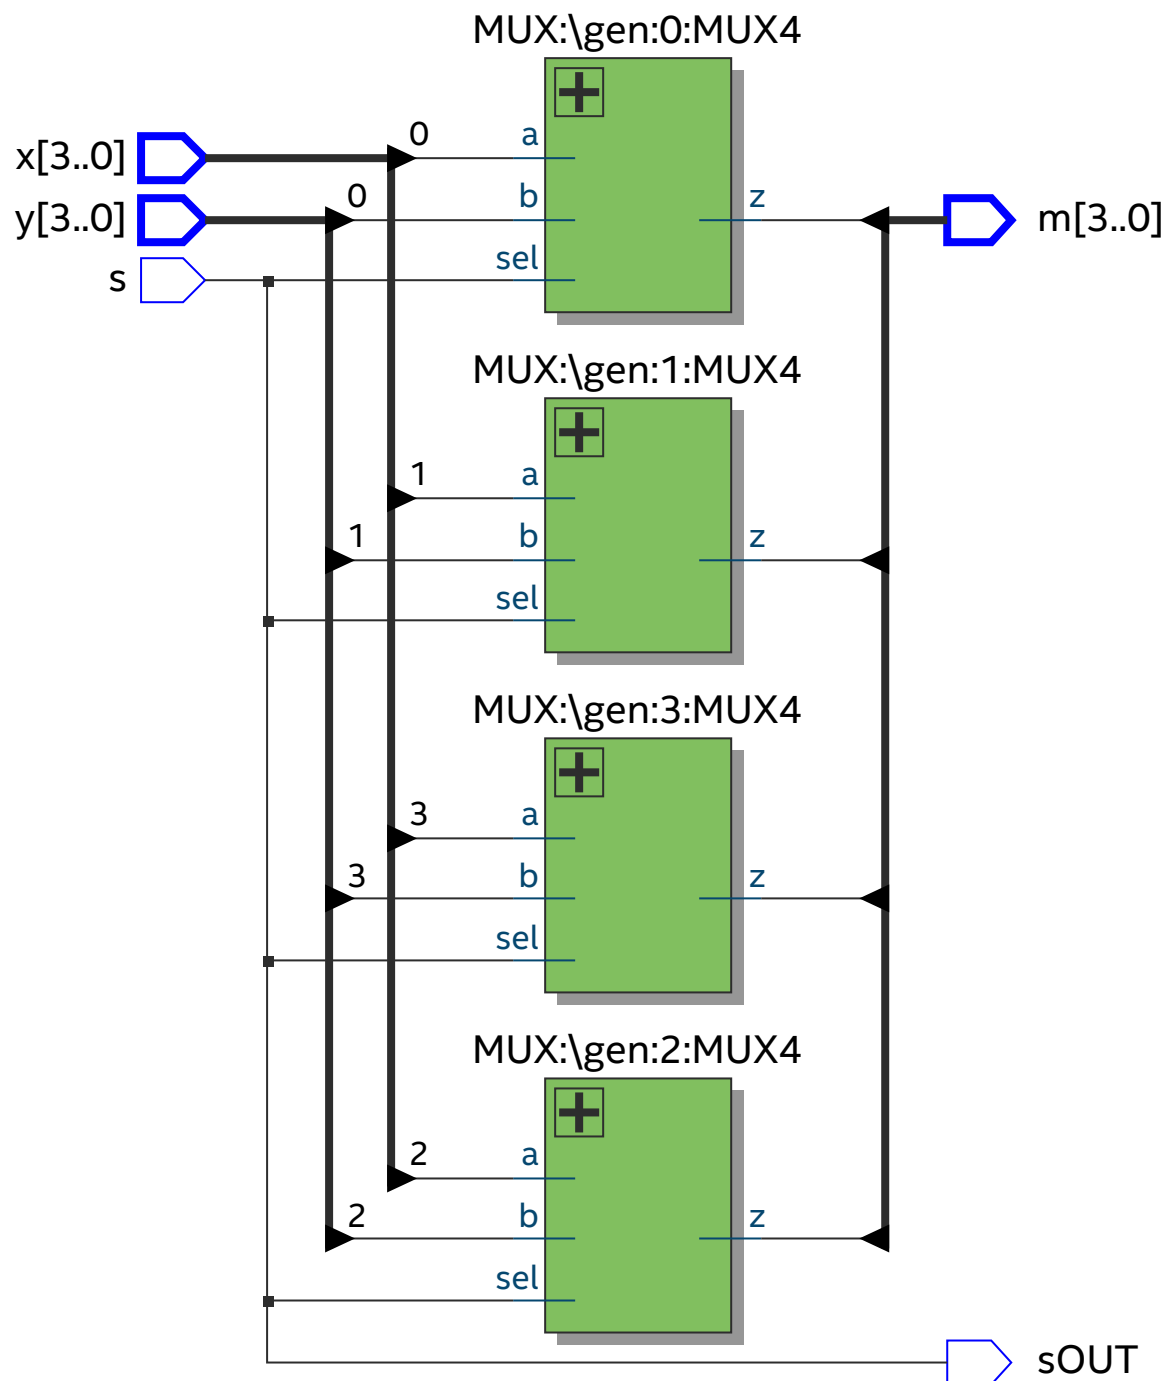 MUX:\gen:0:MUX4
x[3..0] 0 a
y[3..0] 0 b z m[3..0]
s sel
MUX:\gen:1:MUX4
1 a
1 b z
sel
MUX:\gen:3:MUX4
3 a
3 b z
sel
MUX:\gen:2:MUX4
2 a
2 b z
sel
sOUT